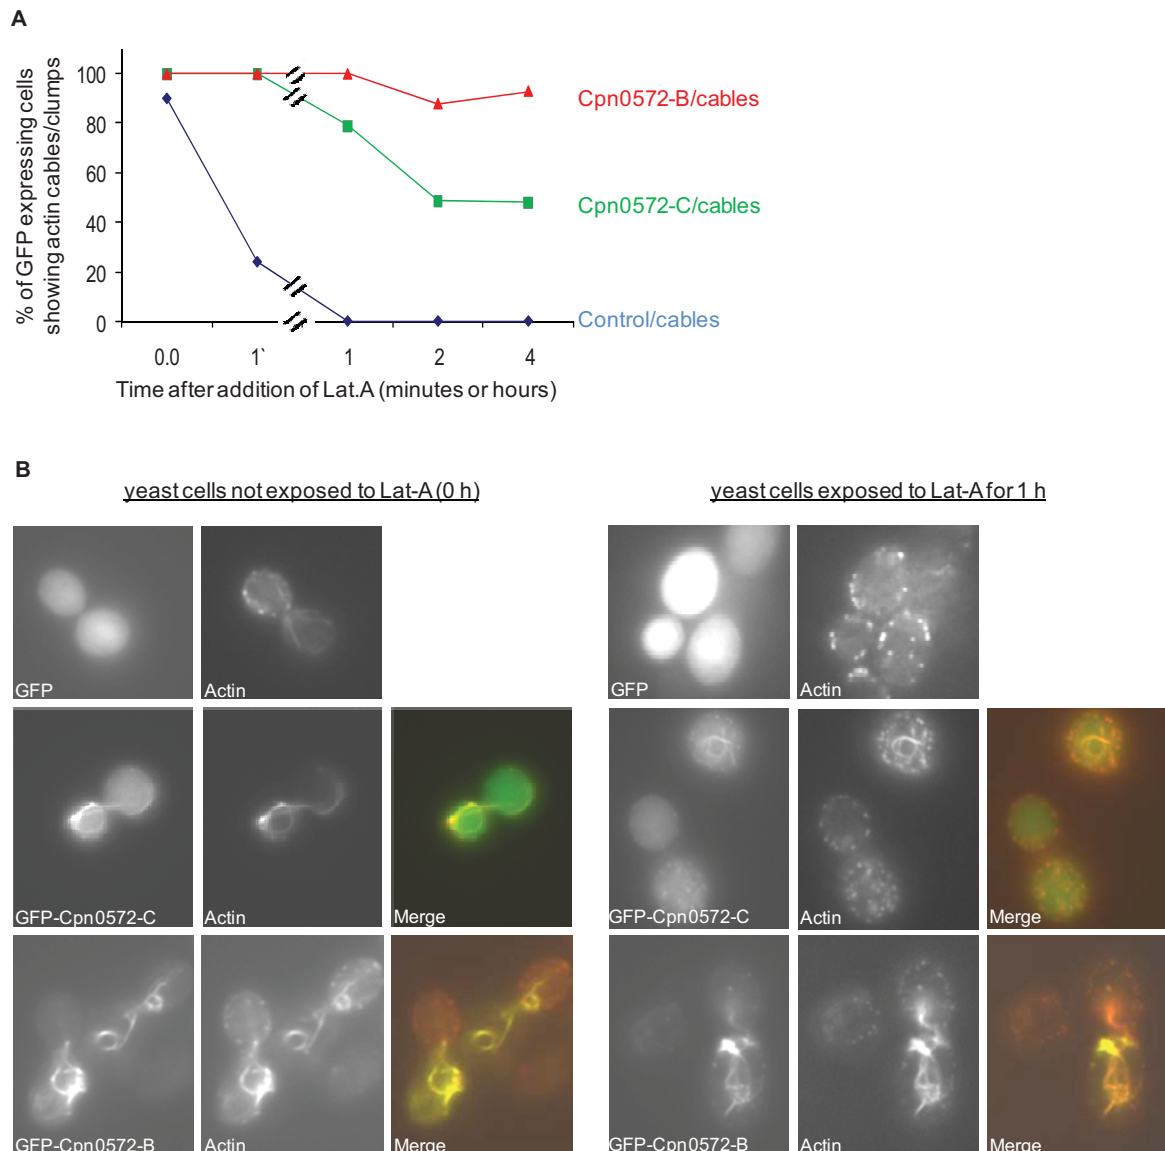 A
% of GFP expressing cells
showing actin cables/clumps
100
80
60
40
20
0
Cpn0572-B/cables
Cpn0572-C/cables
Control/cables
0.0 1` 1 2 4
Time after addition of Lat.A (minutes or hours)
B
yeast cells not exposed to Lat-A (0 h)
yeast cells exposed to Lat-A for 1 h
GFP Actin GFP Actin
GFP-Cpn0572-C Actin Merge GFP-Cpn0572-C Actin Merge
GFP-Cpn0572-B Actin Merge GFP-Cpn0572-B Actin Merge